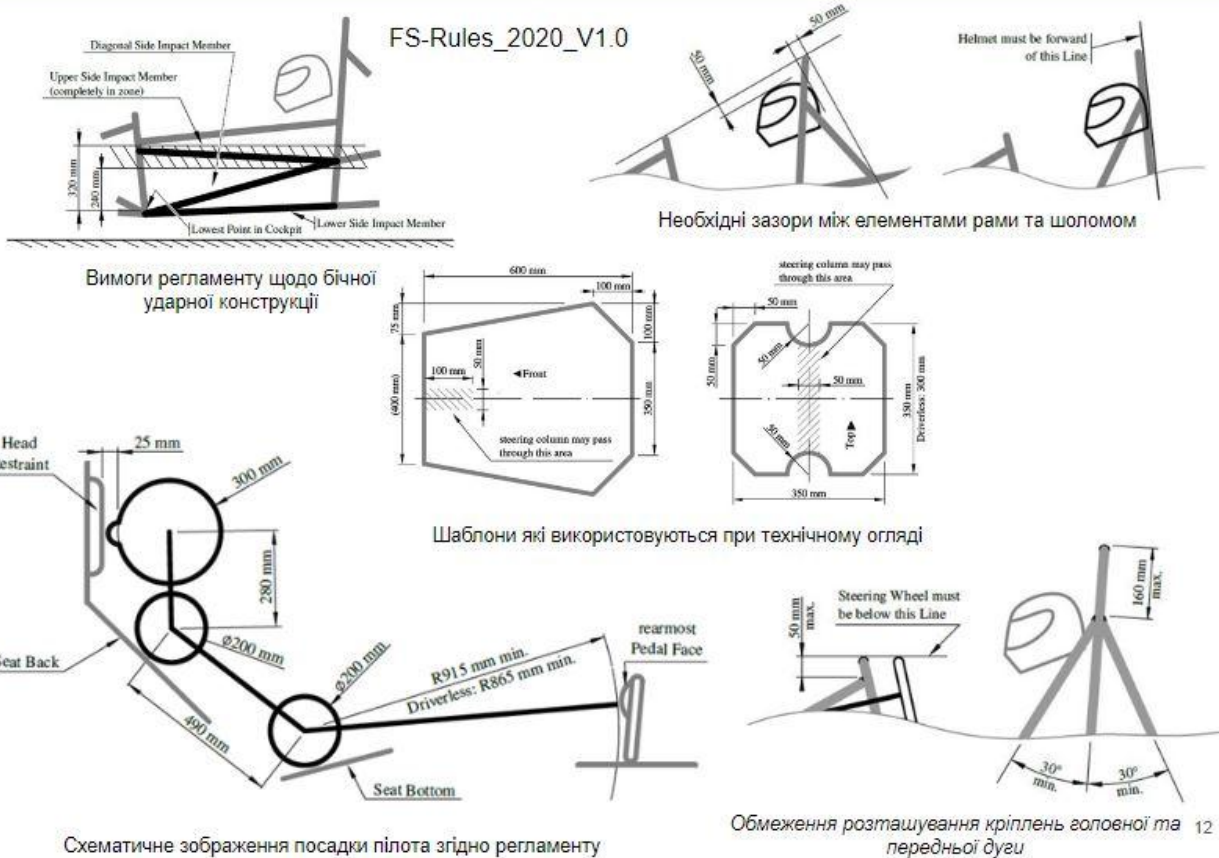 FS-Rules_2020_V1.0
Diagonal Side Impact Member
Upper Side Impact Member
(completely in zone)
320 mm
240 mm
Lowest Point in Cockpit
Lower Side Impact Member
Вимоги регламенту щодо бічної
ударної конструкції
50 mm
50 mm
Helmet must be forward
of this Line
Необхідні зазори між елементами рами та шоломом
600 mm
100 mm
75 mm
100 mm
(400 mm)
100 mm
50 mm
Front
350 mm
steering column may pass
through this area
steering column may pass
through this area
50 mm
50 mm
50 mm
50 mm
50 mm
Top
350 mm
Driverless: 300 mm
350 mm
Шаблони які використовуються при технічному огляді
Head
estraint
25 mm
300 mm
280 mm
Ø200 mm
Ø200 mm
eat Back
490 mm
R915 mm min.
Driverless: R865 mm min.
rearmost
Pedal Face
Seat Bottom
Схематичне зображення посадки пілота згідно регламенту
50 mm
max.
Steering Wheel must
be below this Line
160 mm
max.
30°
min.
30°
min.
Обмеження розташування кріплень головної та
передньої дуги
12